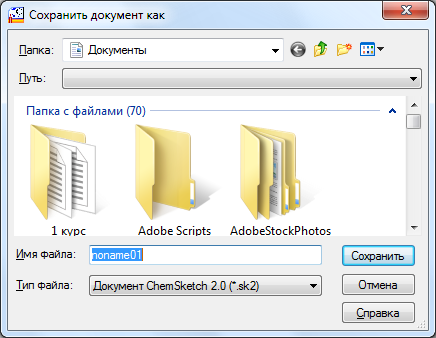 Сохранить документ как
Папка: Документы
Путь:
Папка с файлами (70)
1 курс Adobe Scripts AdobeStockPhotos
Имя файла: noname01 Сохранить
Тип файла: Документ ChemSketch 2.0 (*.sk2) Отмена
Справка